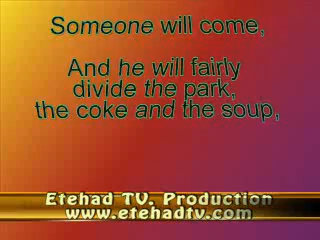 Someone will come,
And he will fairly
divide the park,
the coke and the soup,
Etehad TV, Production
www.etehadtv.com